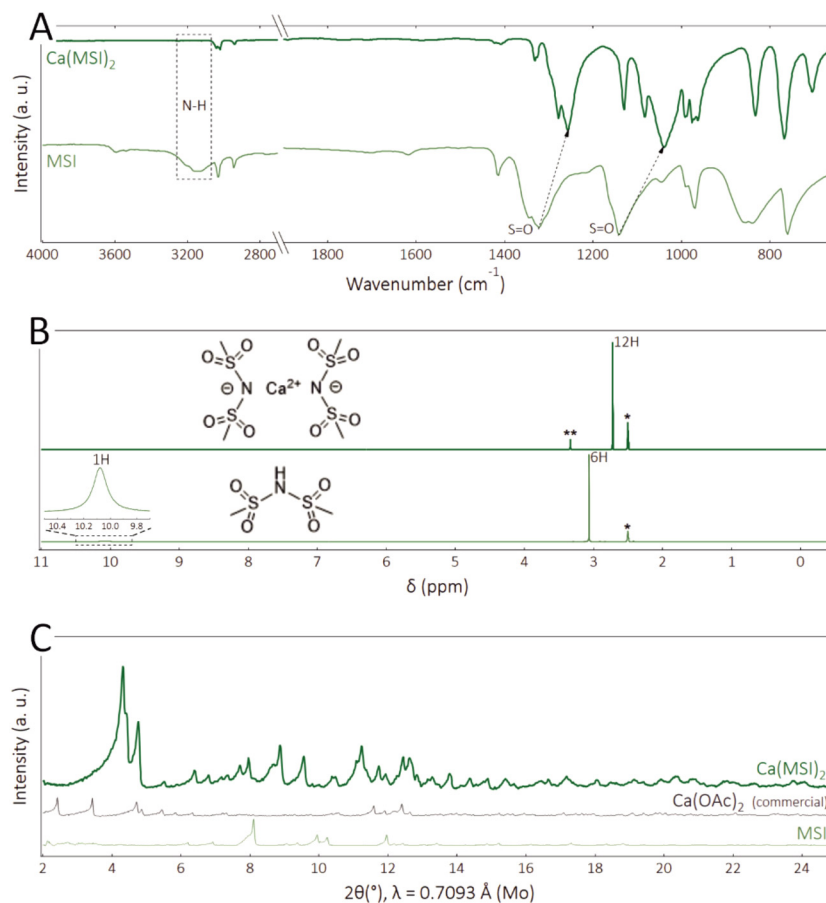 A
Ca(MSI)₂
N-H
MSI
S=O
S=O
Intensity (a. u.)
4000 3600 3200 2800 1800 1600 1400 1200 1000 800
Wavenumber (cm⁻¹)
B
12H
O O
S
O N
⊖
O S
O
Ca²⁺
O O
S
N O
⊖
S O
O
**
*
1H
10.4 10.2 10.0 9.8
H
O N O
S S
O O
6H
*
11 10 9 8 7 6 5 4 3 2 1 0
δ (ppm)
C
Intensity (a. u.)
Ca(MSI)₂
Ca(OAc)₂ (commercial)
MSI
2 4 6 8 10 12 14 16 18 20 22 24
2θ(°), λ = 0.7093 Å (Mo)